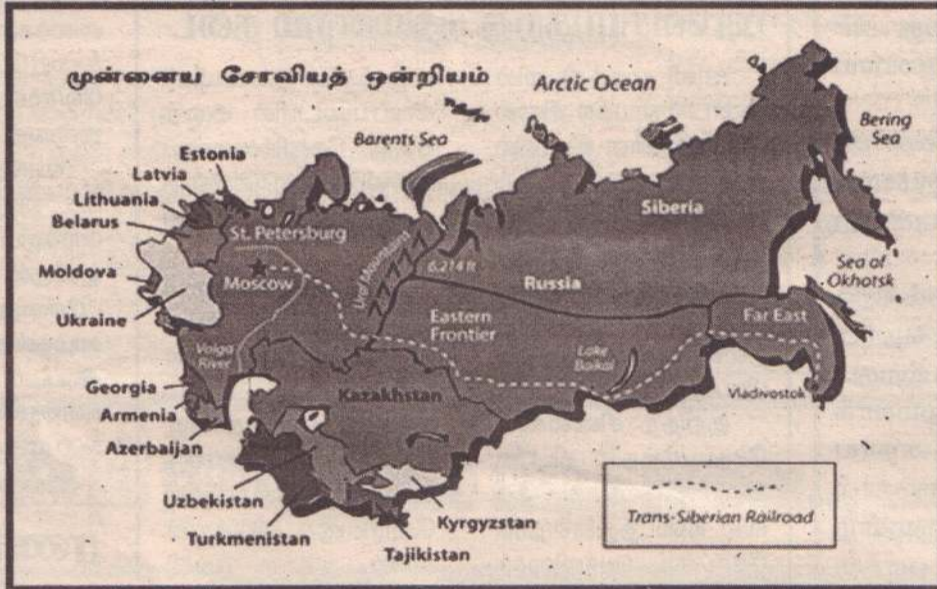 முன்னைய சோவியத் ஒன்றியம்
Arctic Ocean
Barents Sea
Bering
Sea
Estonia
Latvia
Lithuania
Belarus
St. Petersburg
Siberia
Moldova
Moscow
Ural Mountains
6,214 ft
Sea of
Okhotsk
Russia
Ukraine
Eastern
Frontier
Far East
Volga
River
Lake
Baikal
Georgia
Kazakhstan
Vladivostok
Armenia
Azerbaijan
Uzbekistan
Kyrgyzstan
Trans-Siberian Railroad
Turkmenistan
Tajikistan